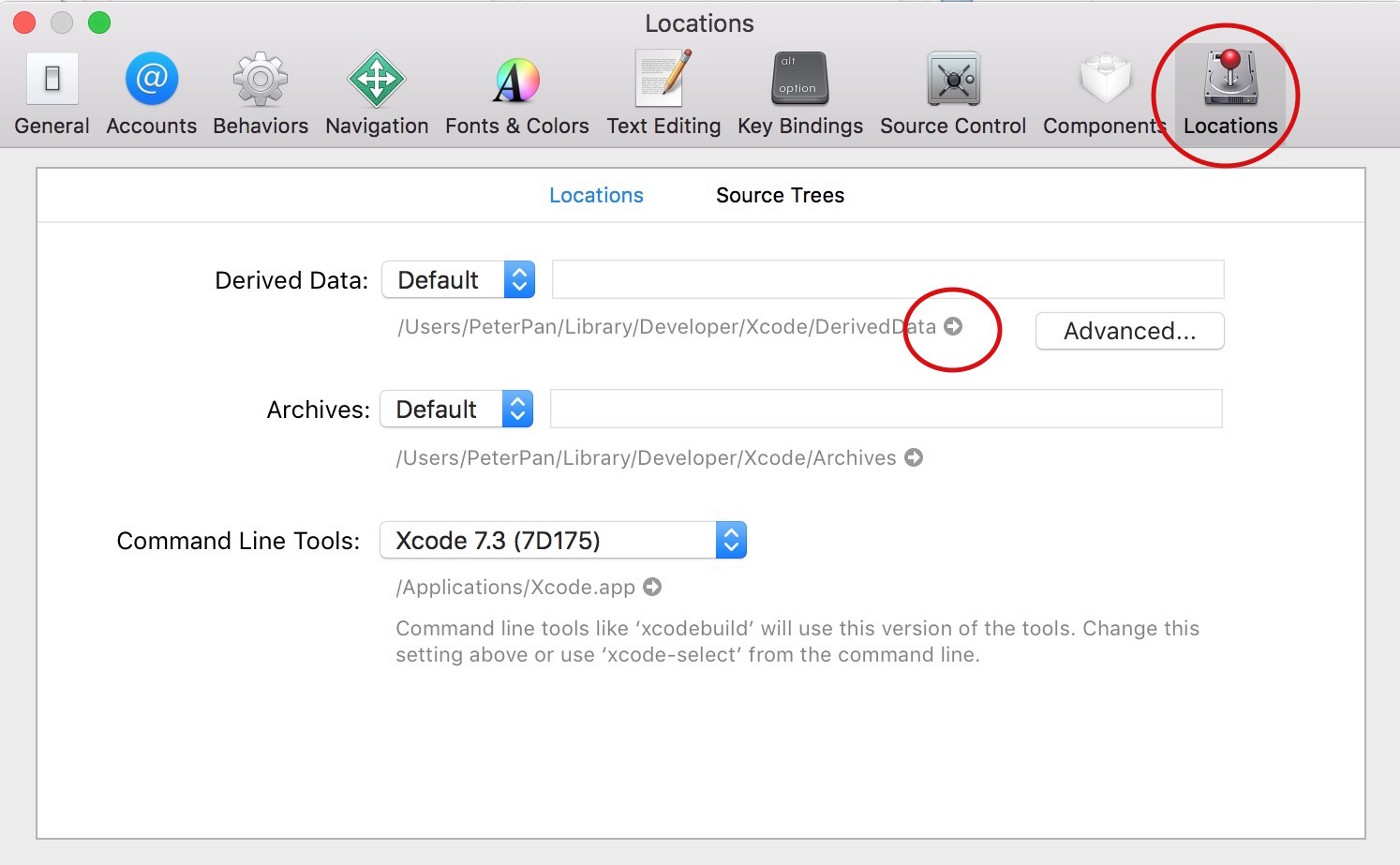 Locations
General Accounts Behaviors Navigation Fonts & Colors Text Editing Key Bindings Source Control Components Locations
alt
option
Locations Source Trees
Derived Data: Default
/Users/PeterPan/Library/Developer/Xcode/DerivedData
Advanced...
Archives: Default
/Users/PeterPan/Library/Developer/Xcode/Archives
Command Line Tools: Xcode 7.3 (7D175)
/Applications/Xcode.app
Command line tools like ‘xcodebuild’ will use this version of the tools. Change this
setting above or use ‘xcode-select’ from the command line.